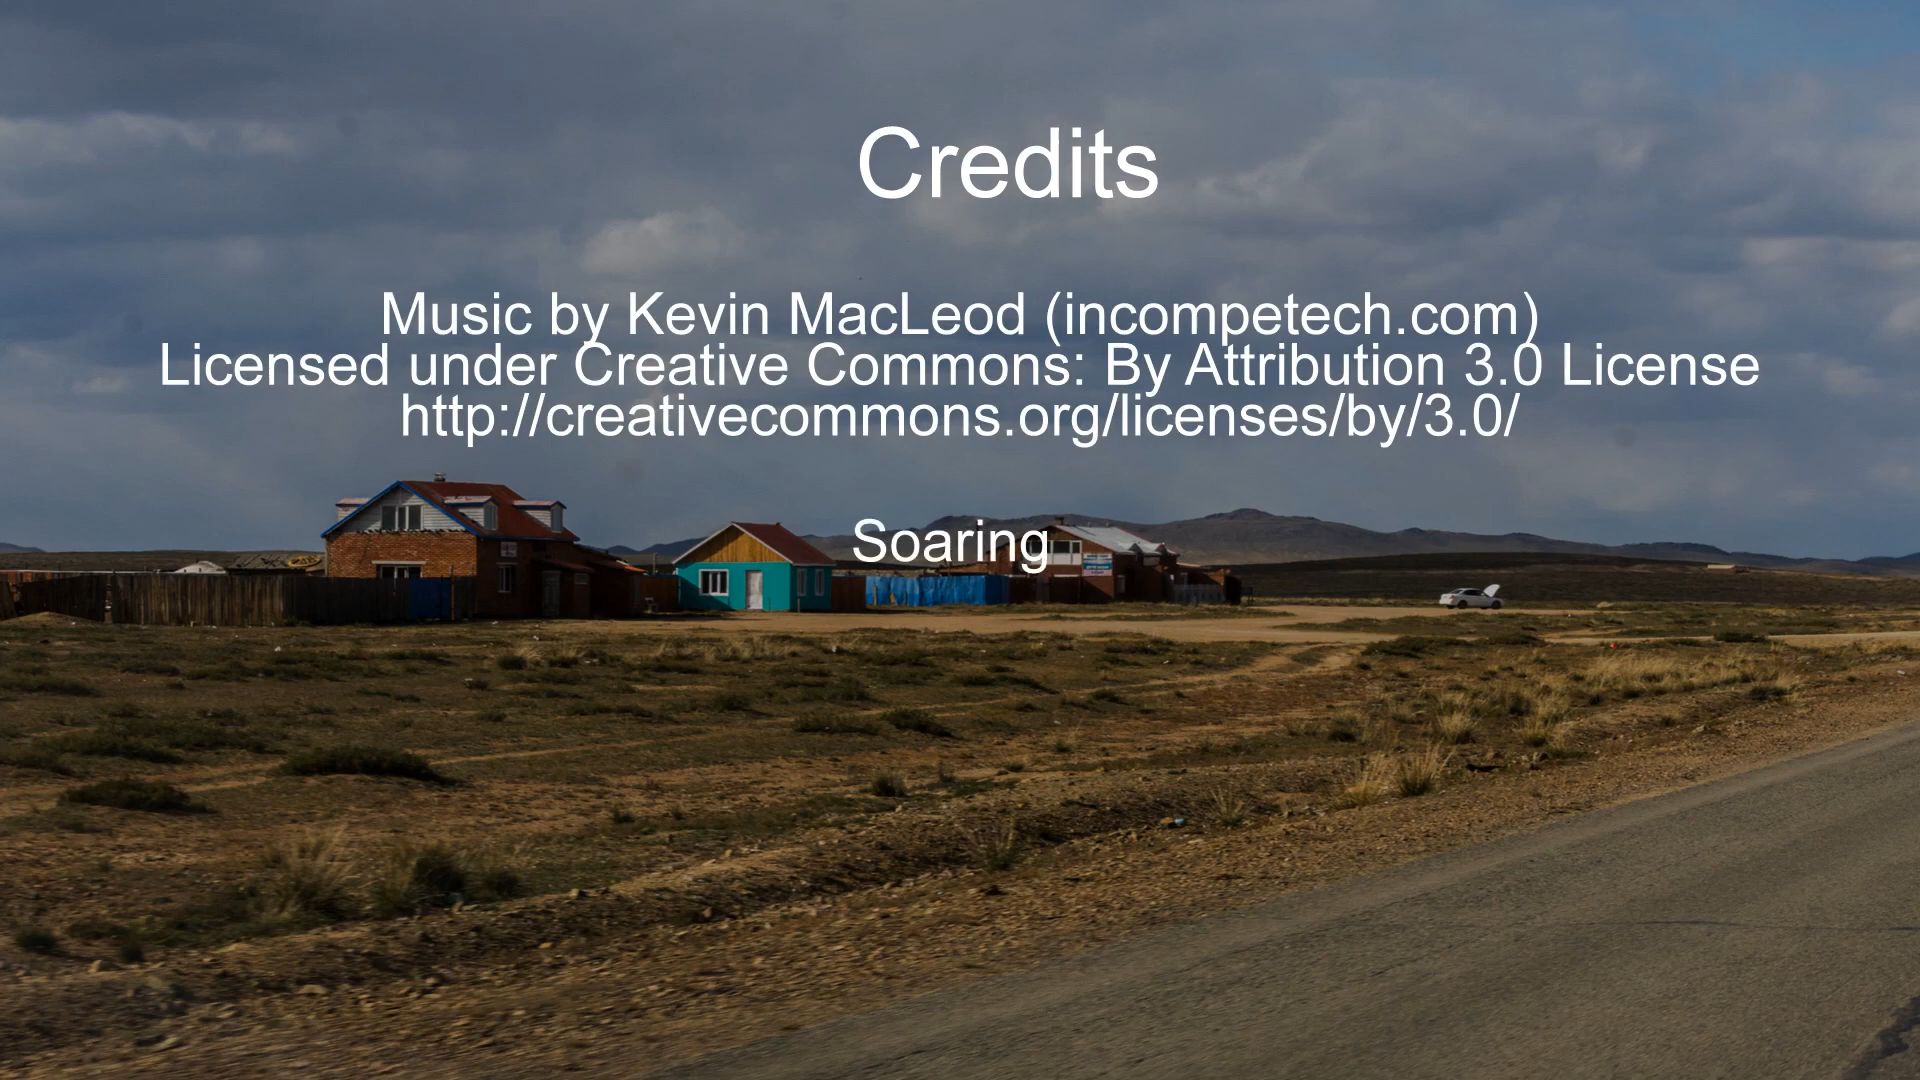 Credits
Music by Kevin MacLeod (incompetech.com)
Licensed under Creative Commons: By Attribution 3.0 License
http://creativecommons.org/licenses/by/3.0/
Soaring